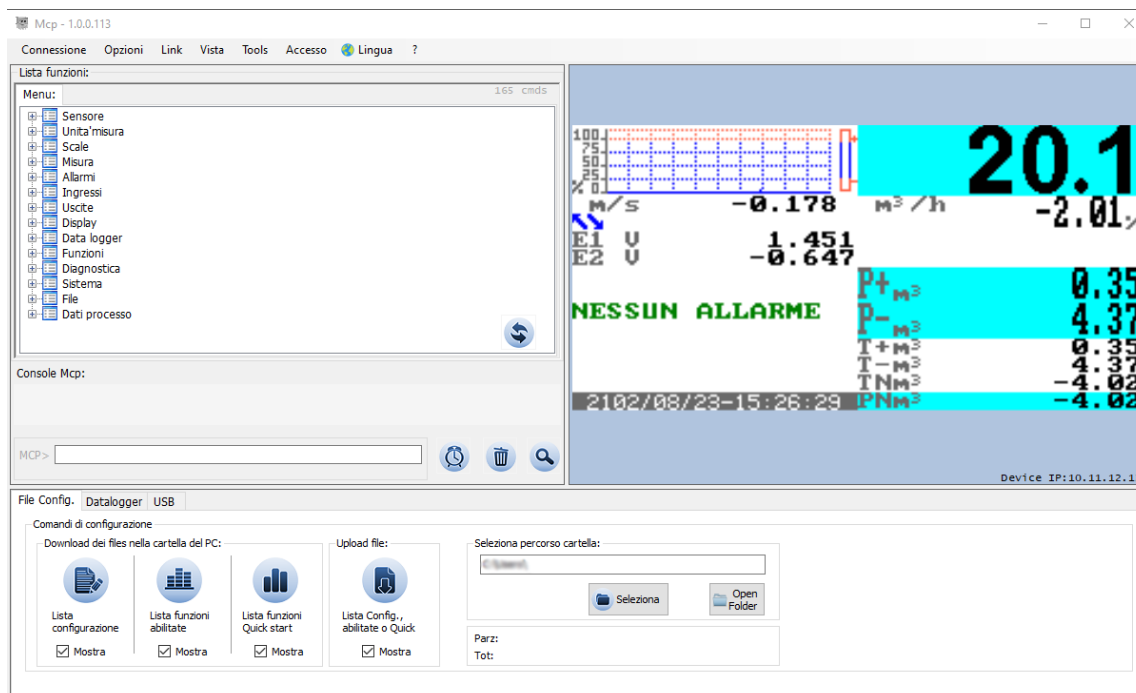 Mcp - 1.0.0.113
Connessione Opzioni Link Vista Tools Accesso Lingua ?
Lista funzioni:
Menu:
165 cmds
Sensore
Unita'misura
Scale
Misura
Allarmi
Ingressi
Uscite
Display
Data logger
Funzioni
Diagnostica
Sistema
File
Dati processo
Console Mcp:
MCP>
100
75
50
25
% 0
20.1
m/s -0.178 m³/h -2.01
E1 V 1.451
E2 V -0.647
P+m³ 0.35
NESSUN ALLARME
P-m³ 4.37
T+m³ 0.35
T-m³ 4.37
TNm³ -4.02
2102/08/23-15:26:29 PNm³ -4.02
Device IP:10.11.12.1
File Config. Datalogger USB
Comandi di configurazione
Download dei files nella cartella del PC:
Lista configurazione
Mostra
Lista funzioni abilitate
Mostra
Lista funzioni Quick start
Mostra
Upload file:
Lista Config., abilitate o Quick
Mostra
Seleziona percorso cartella:
Seleziona
Open Folder
Parz:
Tot: